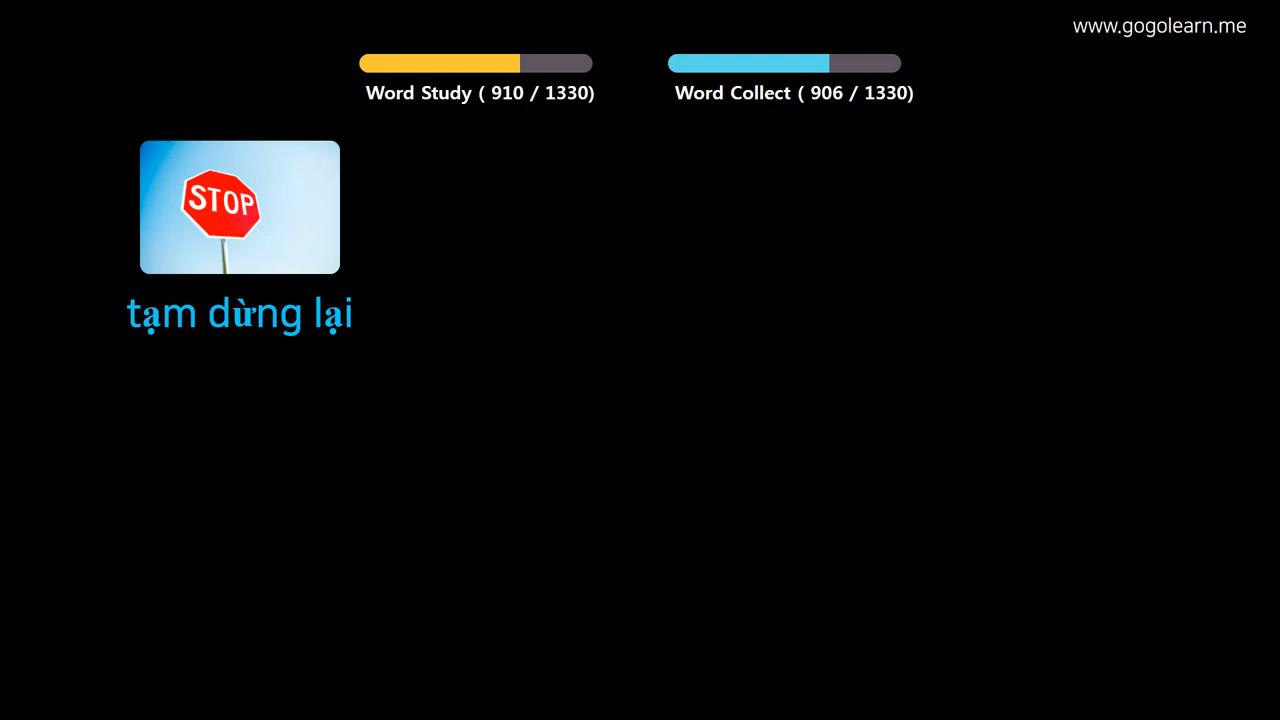 www.gogolearn.me
Word Study ( 910 / 1330)
Word Collect ( 906 / 1330)
STOP
tạm dừng lại